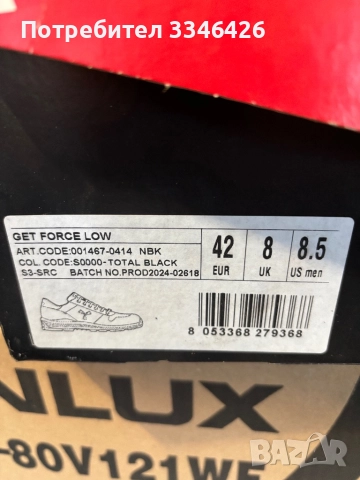 Потребител 3346426
GET FORCE LOW
ART.CODE:001467-0414 NBK
COL. CODE:S0000-TOTAL BLACK
S3-SRC BATCH NO.PROD2024-02618
42 EUR
8 UK
8.5 US men
8 053368 279368
NLUX
-80V121WE
BAZAR